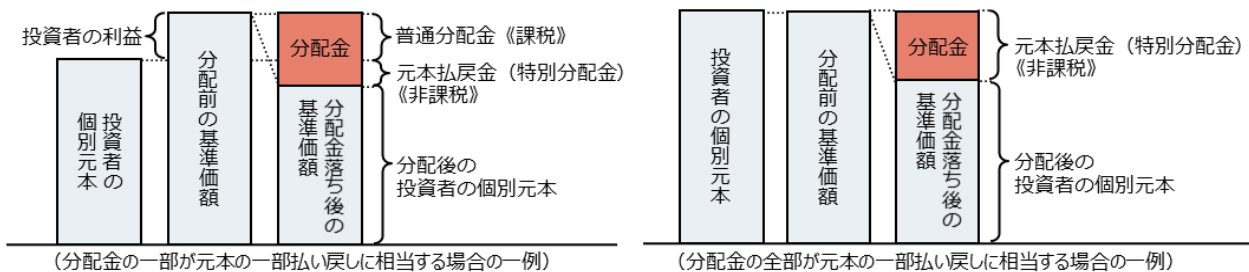 投資者の利益
投資者の
個別元本
分配前の基準価額
分配金
分配金落ち後の
基準価額
普通分配金《課税》
元本払戻金（特別分配金）
《非課税》
分配後の
投資者の個別元本
（分配金の一部が元本の一部払い戻しに相当する場合の一例）
投資者の個別元本
分配前の基準価額
分配金
分配金落ち後の
基準価額
元本払戻金（特別分配金）
《非課税》
分配後の
投資者の個別元本
（分配金の全部が元本の一部払い戻しに相当する場合の一例）